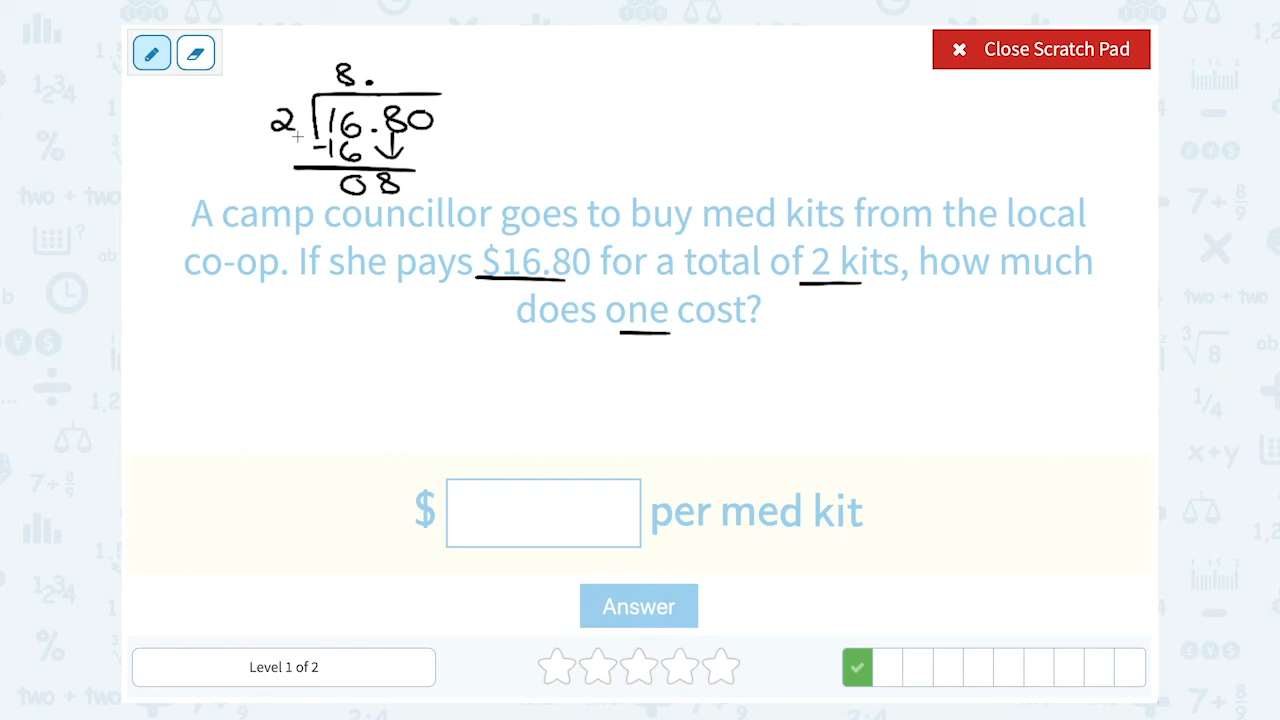 Close Scratch Pad
8.
2 16.80
-16
08
A camp councillor goes to buy med kits from the local
co-op. If she pays $16.80 for a total of 2 kits, how much
does one cost?
$ per med kit
Answer
Level 1 of 2